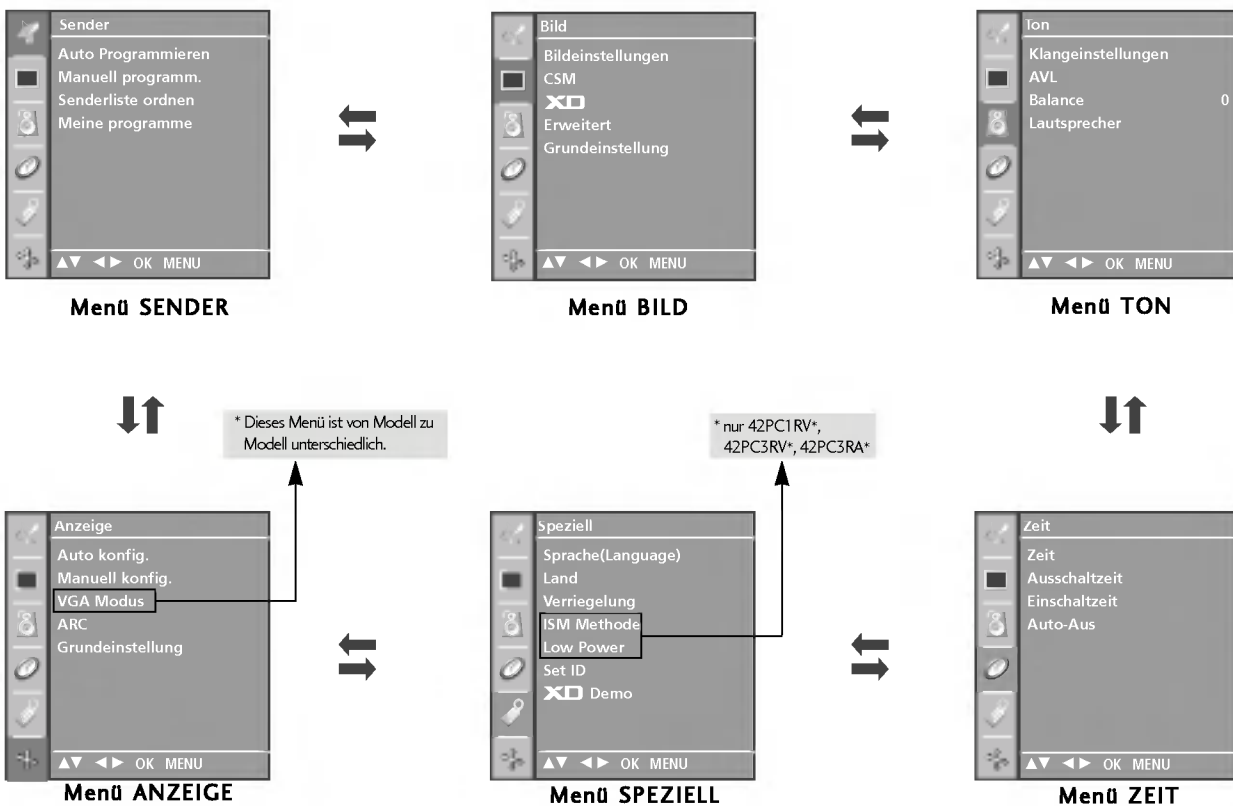 Sender
Auto Programmieren
Manuell programm.
Senderliste ordnen
Meine programme
▲▼ ◄► OK MENU
Menü SENDER
Bild
Bildeinstellungen
CSM
XD
Erweitert
Grundeinstellung
▲▼ ◄► OK MENU
Menü BILD
Ton
Klangeinstellungen
AVL
Balance 0
Lautsprecher
▲▼ ◄► OK MENU
Menü TON
* Dieses Menü ist von Modell zu
Modell unterschiedlich.
* nur 42PC1RV*,
42PC3RV*, 42PC3RA*
Anzeige
Auto konfig.
Manuell konfig.
VGA Modus
ARC
Grundeinstellung
▲▼ ◄► OK MENU
Menü ANZEIGE
Speziell
Sprache(Language)
Land
Verriegelung
ISM Methode
Low Power
Set ID
XD Demo
▲▼ ◄► OK MENU
Menü SPEZIELL
Zeit
Zeit
Ausschaltzeit
Einschaltzeit
Auto-Aus
▲▼ ◄► OK MENU
Menü ZEIT